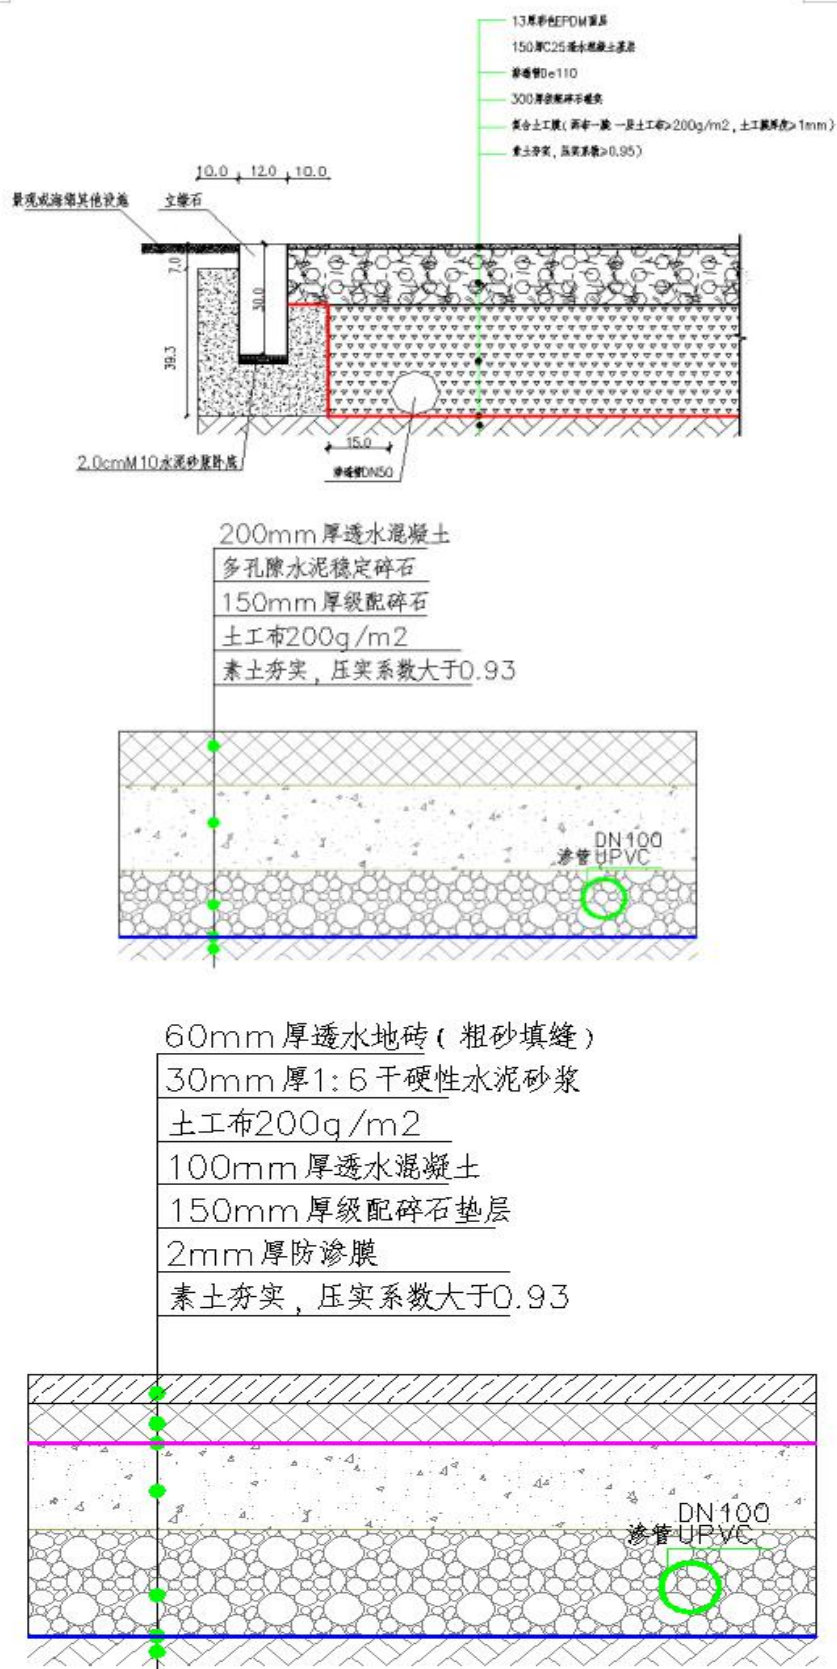 13厚彩色EPDM面层
150厚C25透水混凝土基层
渗透管De110
300厚级配碎石碾实
复合土工膜(两布一膜 一层土工布≥200g/m2，土工膜厚度≥1mm)
素土夯实，压实系数≥0.95)
10.0 12.0 10.0
景观或海绵其他设施 立缘石
7.0
30.0
39.3
15.0
2.0cmM10水泥砂浆卧底
渗透管DN50
200mm厚透水混凝土
多孔隙水泥稳定碎石
150mm厚级配碎石
土工布200g/m2
素土夯实，压实系数大于0.93
DN100
渗管UPVC
60mm厚透水地砖(粗砂填缝)
30mm厚1:6干硬性水泥砂浆
土工布200g/m2
100mm厚透水混凝土
150mm厚级配碎石垫层
2mm厚防渗膜
素土夯实，压实系数大于0.93
DN100
渗管UPVC